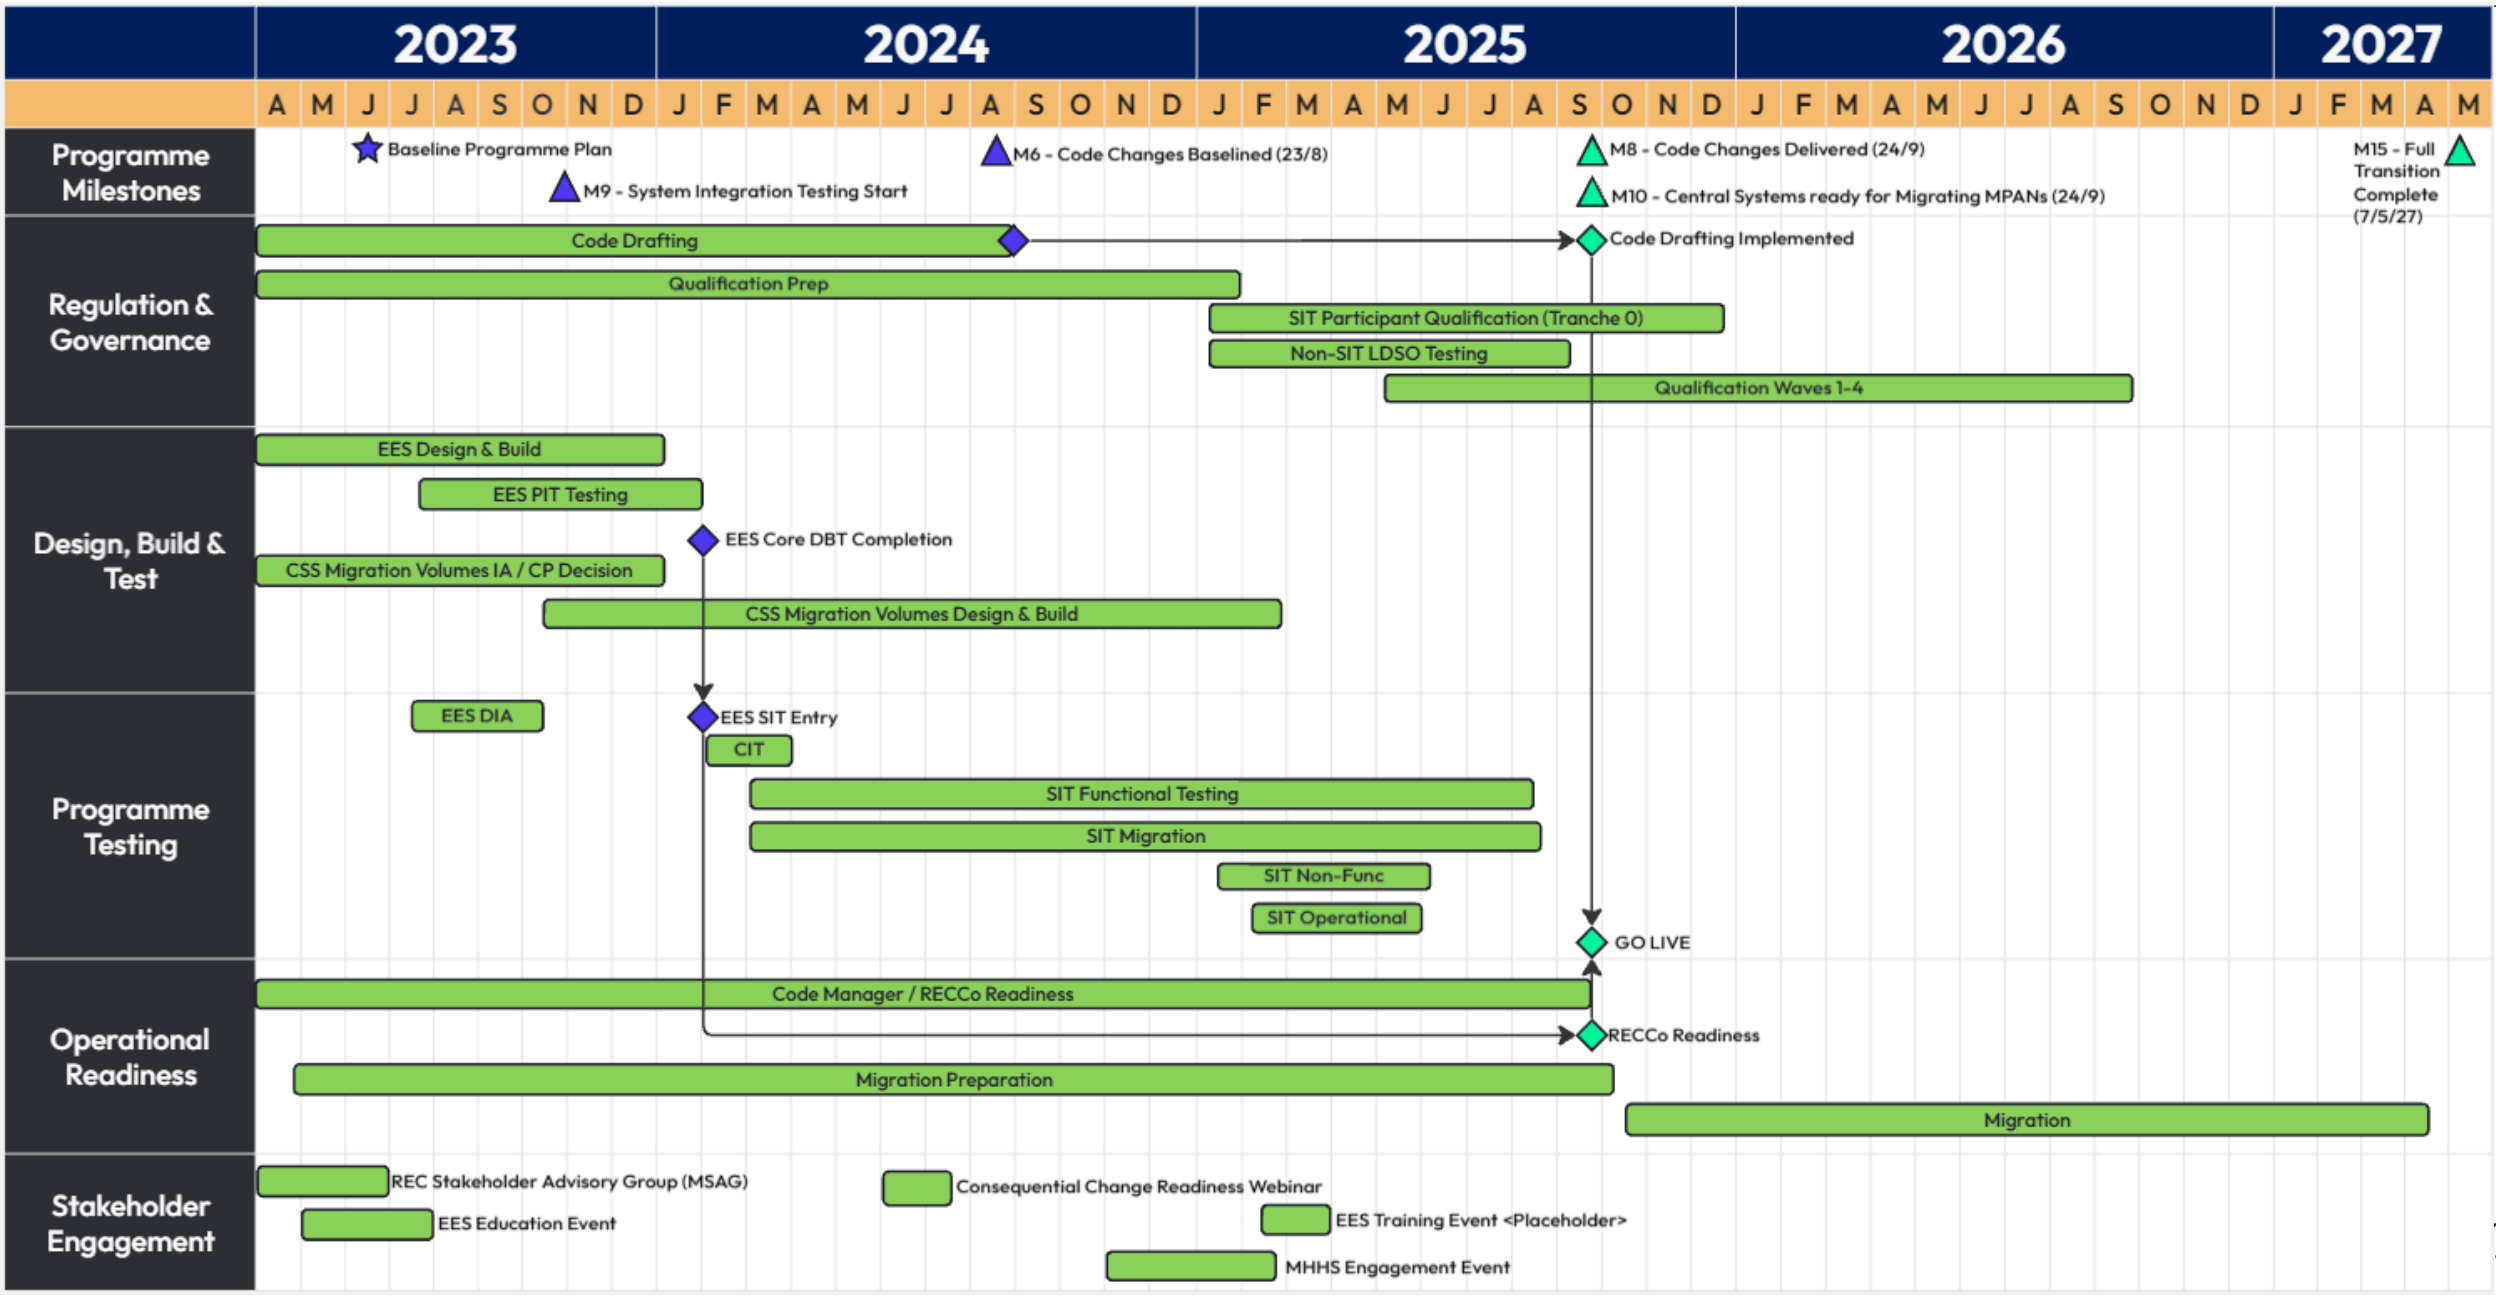 2023 2024 2025 2026 2027
A M J J A S O N D J F M A M J J A S O N D J F M A M J J A S O N D J F M A M J J A S O N D J F M A M
Programme
Milestones
Baseline Programme Plan
M9 - System Integration Testing Start
M6 - Code Changes Baselined (23/8)
M8 - Code Changes Delivered (24/9)
M10 - Central Systems ready for Migrating MPANs (24/9)
M15 - Full
Transition
Complete
(7/5/27)
Regulation &
Governance
Code Drafting
Code Drafting Implemented
Qualification Prep
SIT Participant Qualification (Tranche 0)
Non-SIT LDSO Testing
Qualification Waves 1-4
Design, Build &
Test
EES Design & Build
EES PIT Testing
EES Core DBT Completion
CSS Migration Volumes IA / CP Decision
CSS Migration Volumes Design & Build
Programme
Testing
EES DIA
EES SIT Entry
CIT
SIT Functional Testing
SIT Migration
SIT Non-Func
SIT Operational
GO LIVE
Operational
Readiness
Code Manager / RECCo Readiness
RECCo Readiness
Migration Preparation
Migration
Stakeholder
Engagement
REC Stakeholder Advisory Group (MSAG)
Consequential Change Readiness Webinar
EES Education Event
EES Training Event <Placeholder>
MHHS Engagement Event